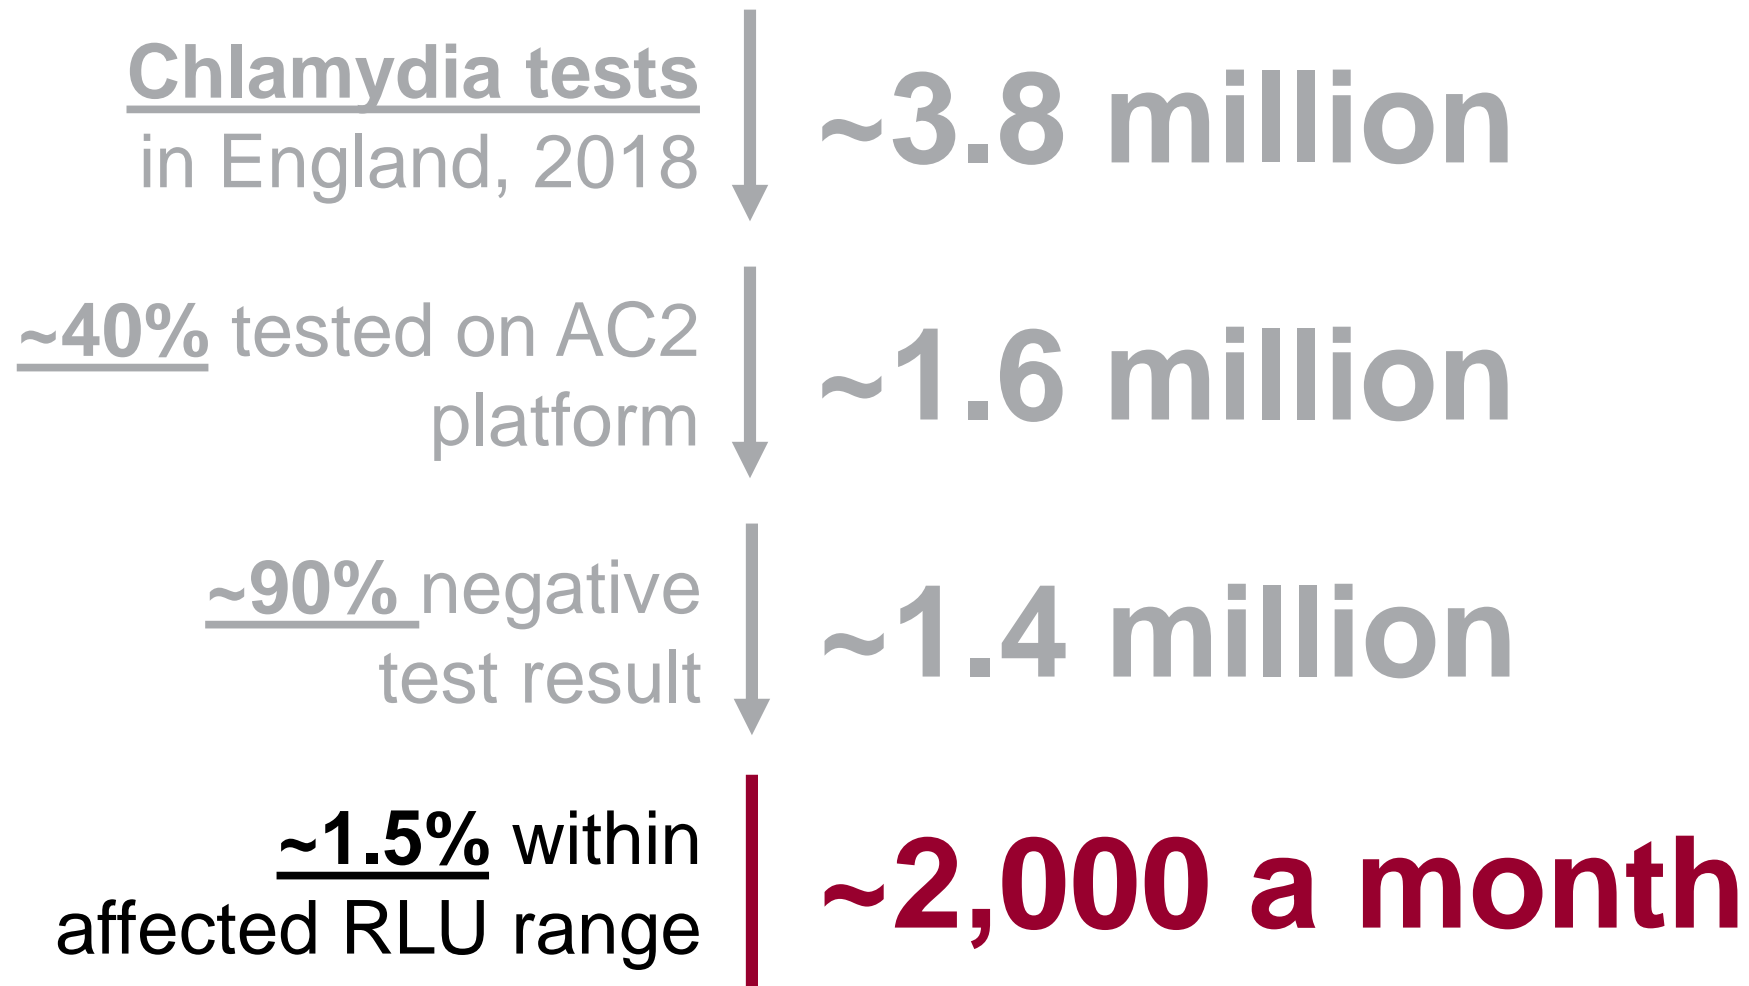 Chlamydia tests
in England, 2018
~3.8 million
~40% tested on AC2
platform
~1.6 million
~90% negative
test result
~1.4 million
~1.5% within
affected RLU range
~2,000 a month